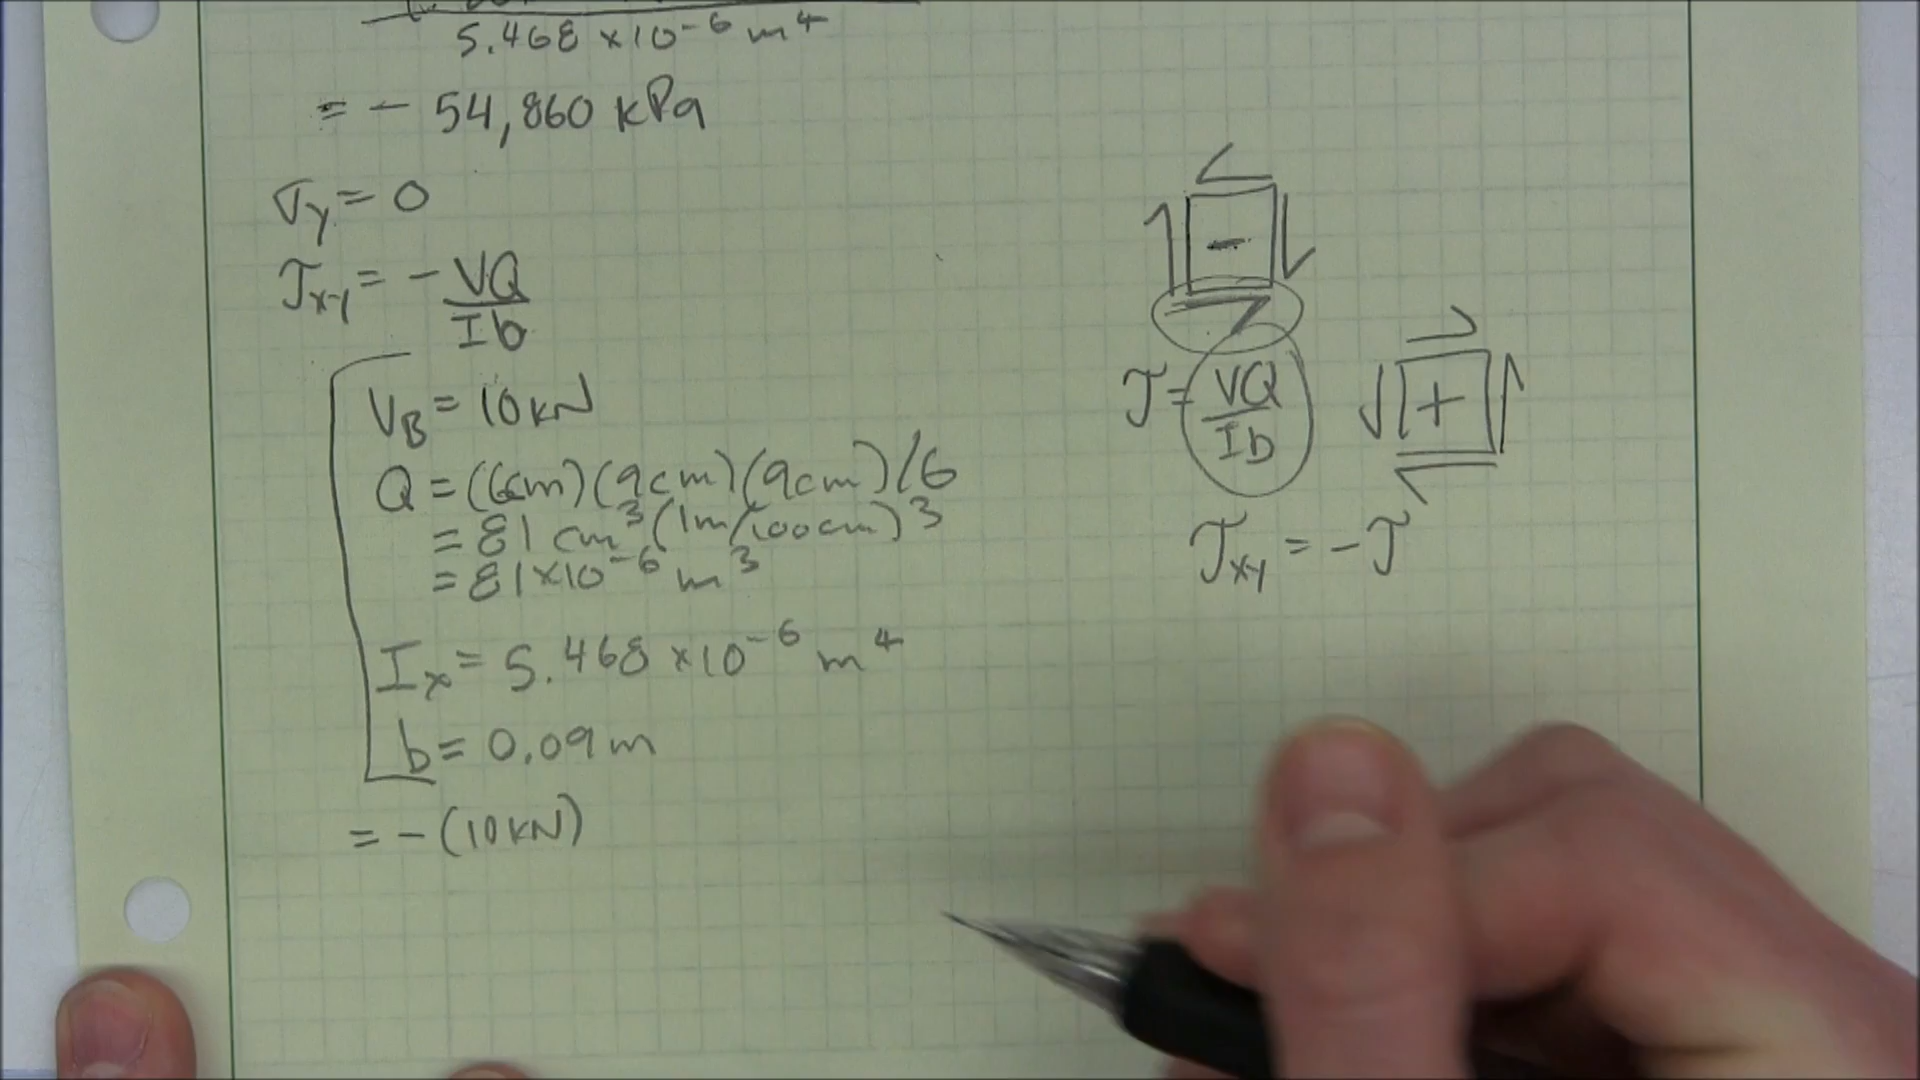 5.468 ×10⁻⁶ m⁴
= - 54,860 kPa
σy = 0
τxy = - VQ
Ib
VB = 10 kN
Q = (6cm)(9cm)(9cm)/6
= 81 cm³ (1m/100cm)³
= 81×10⁻⁶ m³
Ix = 5.468 ×10⁻⁶ m⁴
b = 0.09 m
= - (10 kN)
-
τ = VQ
Ib
+
τxy = - τ